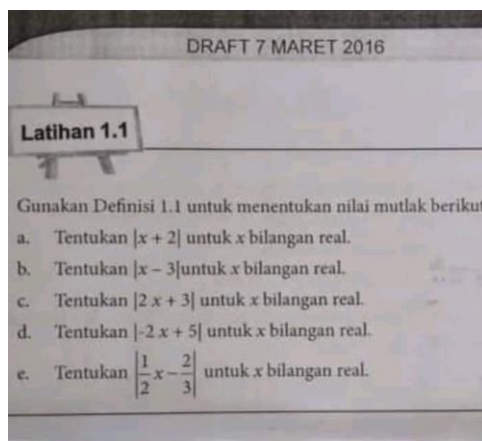 DRAFT 7 MARET 2016
Latihan 1.1
Gunakan Definisi 1.1 untuk menentukan nilai mutlak beriku
a. Tentukan |x + 2| untuk x bilangan real.
b. Tentukan |x – 3|untuk x bilangan real.
c. Tentukan |2 x + 3| untuk x bilangan real.
d. Tentukan |-2 x + 5| untuk x bilangan real.
e. Tentukan |1/2 x – 2/3| untuk x bilangan real.